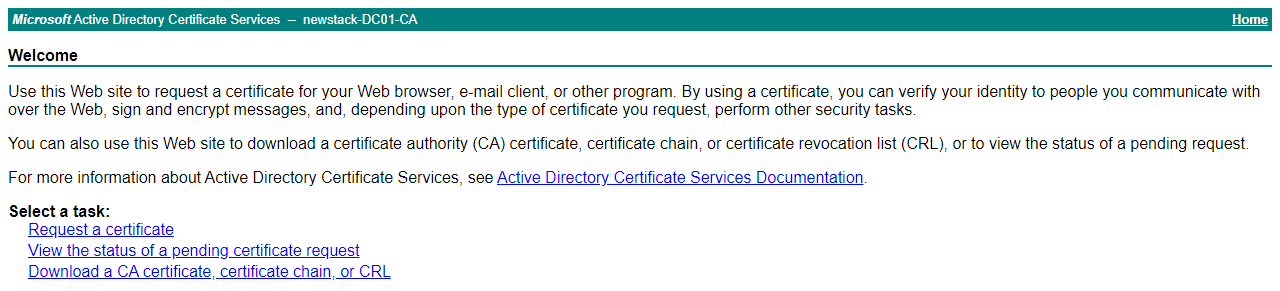 Microsoft Active Directory Certificate Services -- newstack-DC01-CA Home
Welcome
Use this Web site to request a certificate for your Web browser, e-mail client, or other program. By using a certificate, you can verify your identity to people you communicate with
over the Web, sign and encrypt messages, and, depending upon the type of certificate you request, perform other security tasks.
You can also use this Web site to download a certificate authority (CA) certificate, certificate chain, or certificate revocation list (CRL), or to view the status of a pending request.
For more information about Active Directory Certificate Services, see Active Directory Certificate Services Documentation.
Select a task:
Request a certificate
View the status of a pending certificate request
Download a CA certificate, certificate chain, or CRL